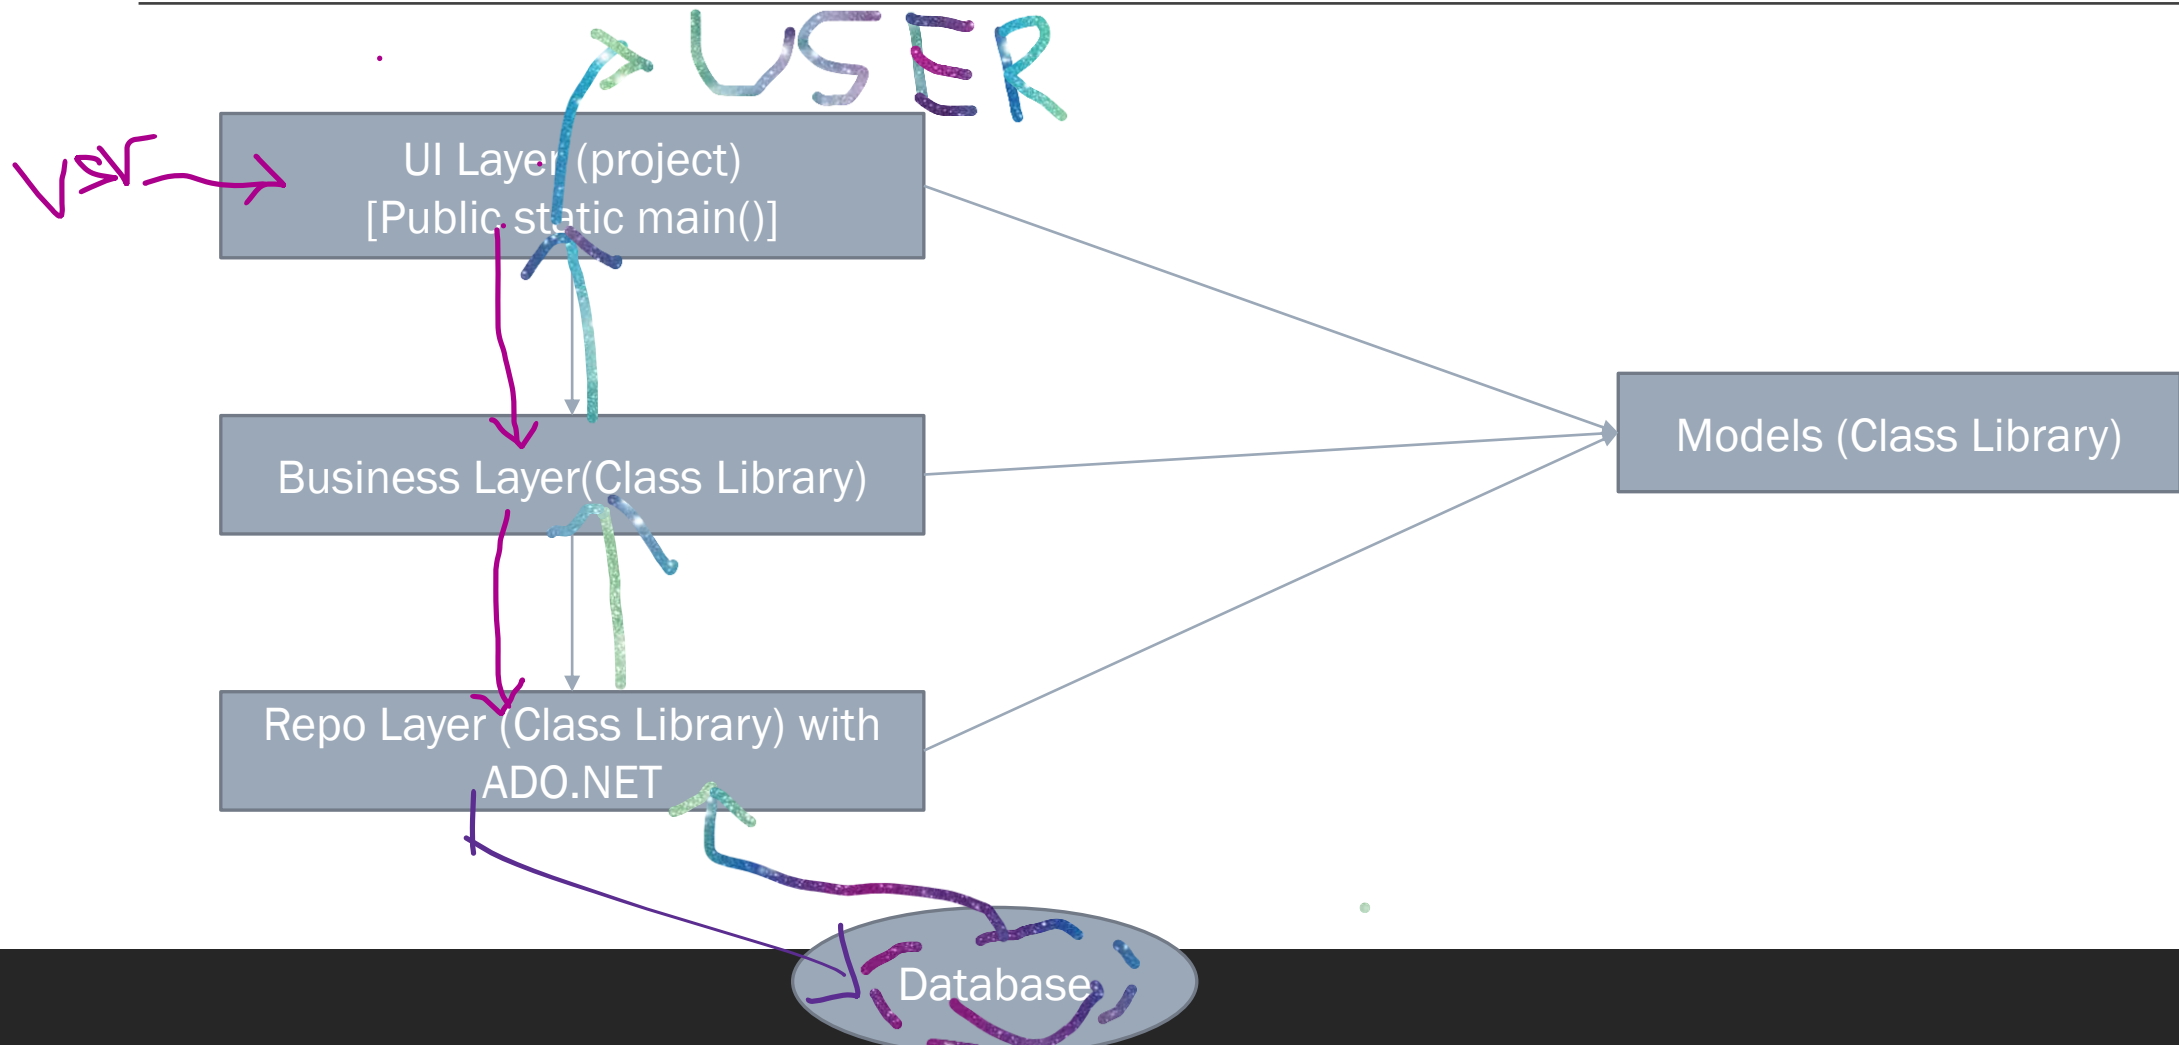 USER
User
UI Layer (project)
[Public static main()]
Models (Class Library)
Business Layer(Class Library)
Repo Layer (Class Library) with
ADO.NET
Database